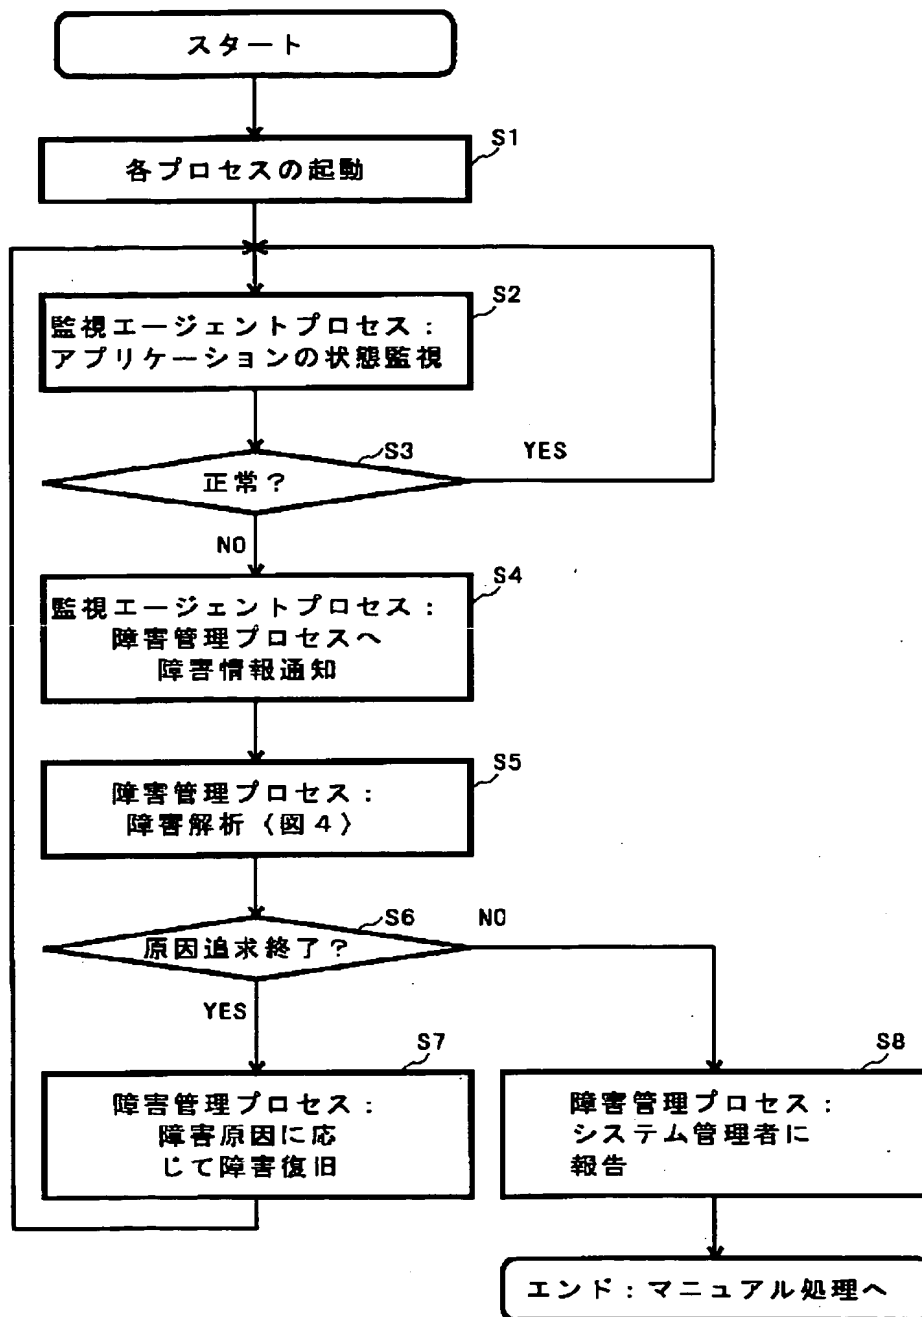 スタート
S1
各プロセスの起動
S2
監視エージェントプロセス：
アプリケーションの状態監視
S3
YES
正常？
NO
S4
監視エージェントプロセス：
障害管理プロセスへ
障害情報通知
S5
障害管理プロセス：
障害解析（図４）
S6
NO
原因追求終了？
YES
S7
障害管理プロセス：
障害原因に応
じて障害復旧
S8
障害管理プロセス：
システム管理者に
報告
エンド：マニュアル処理へ